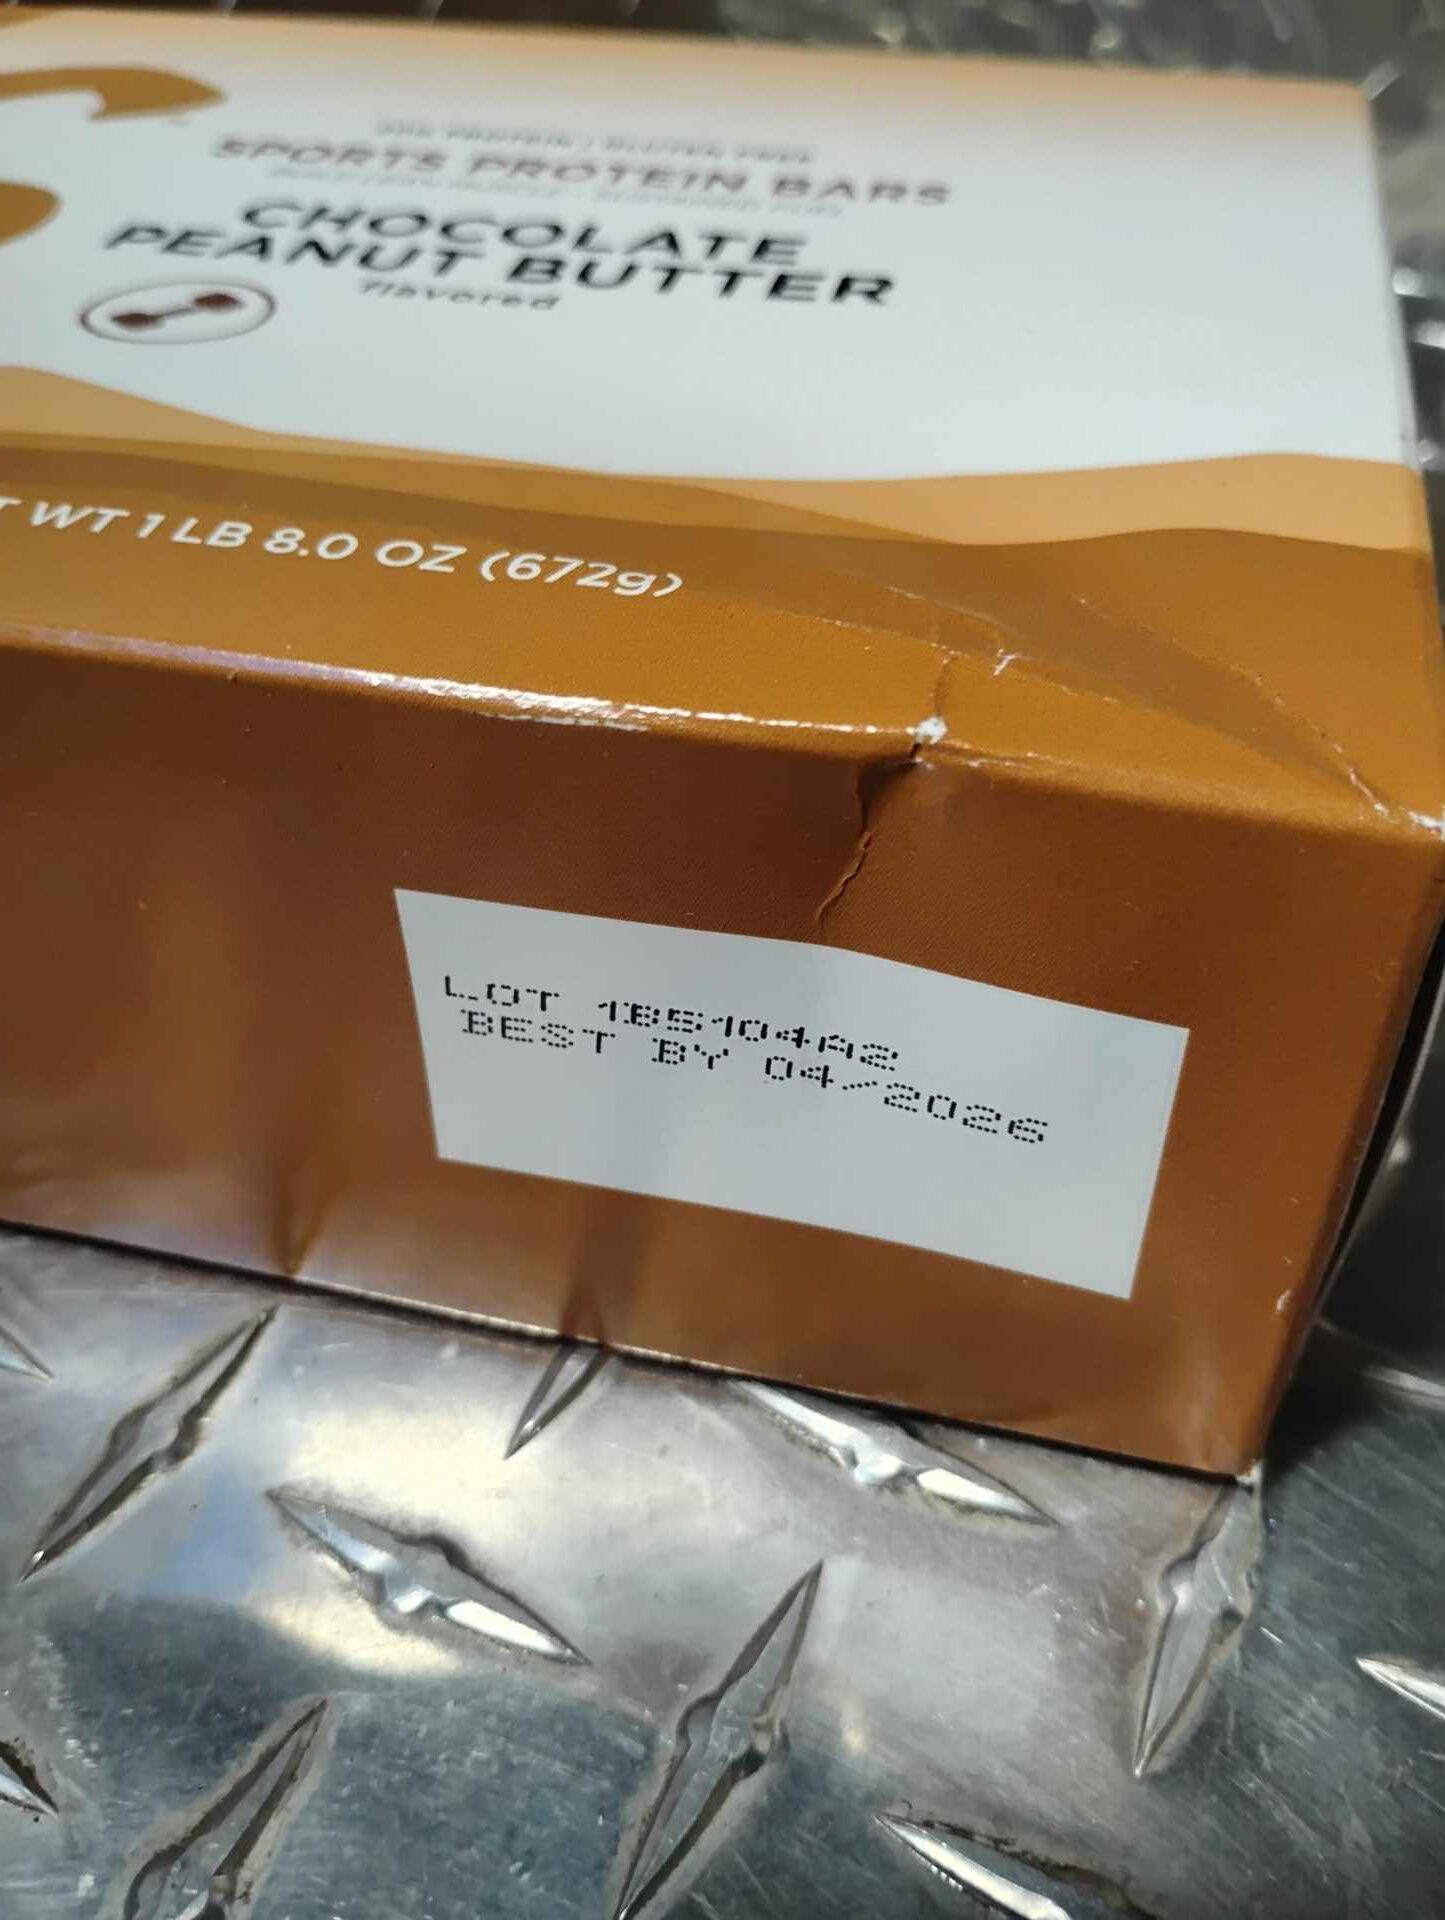 SPORTS PROTEIN BARS
CHOCOLATE
PEANUT BUTTER
flavored
WT 1 LB 8.0 OZ (672g)
LOT 1B5104A2
BEST BY 04/2026